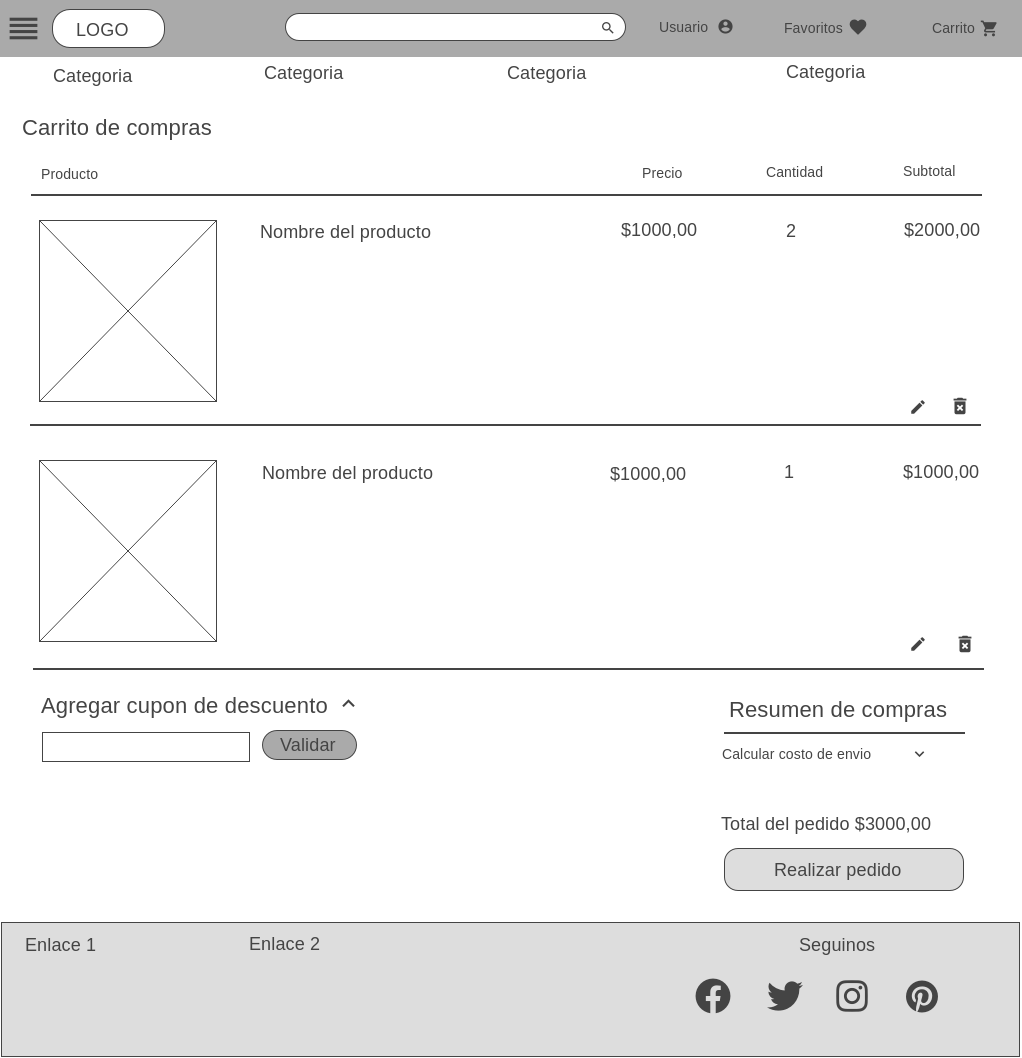 LOGO
Usuario
Favoritos
Carrito
Categoria
Categoria
Categoria
Categoria
Carrito de compras
Producto
Precio
Cantidad
Subtotal
Nombre del producto
$1000,00
2
$2000,00
Nombre del producto
$1000,00
1
$1000,00
Agregar cupon de descuento
Validar
Resumen de compras
Calcular costo de envio
Total del pedido $3000,00
Realizar pedido
Enlace 1
Enlace 2
Seguinos